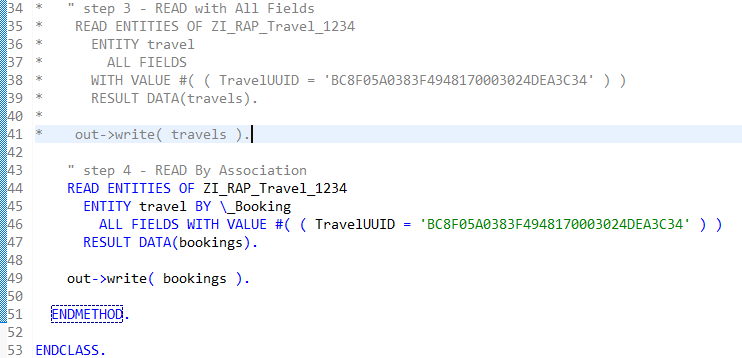 34 *   " step 3 - READ with All Fields
35 *    READ ENTITIES OF ZI_RAP_Travel_1234
36 *      ENTITY travel
37 *        ALL FIELDS
38 *      WITH VALUE #( ( TravelUUID = 'BC8F05A0383F4948170003024DEA3C34' ) )
39 *      RESULT DATA(travels).
40 *
41 *    out->write( travels ).
42
43     " step 4 - READ By Association
44     READ ENTITIES OF ZI_RAP_Travel_1234
45       ENTITY travel BY \_Booking
46         ALL FIELDS WITH VALUE #( ( TravelUUID = 'BC8F05A0383F4948170003024DEA3C34' ) )
47       RESULT DATA(bookings).
48
49     out->write( bookings ).
50
51   ENDMETHOD.
52
53 ENDCLASS.